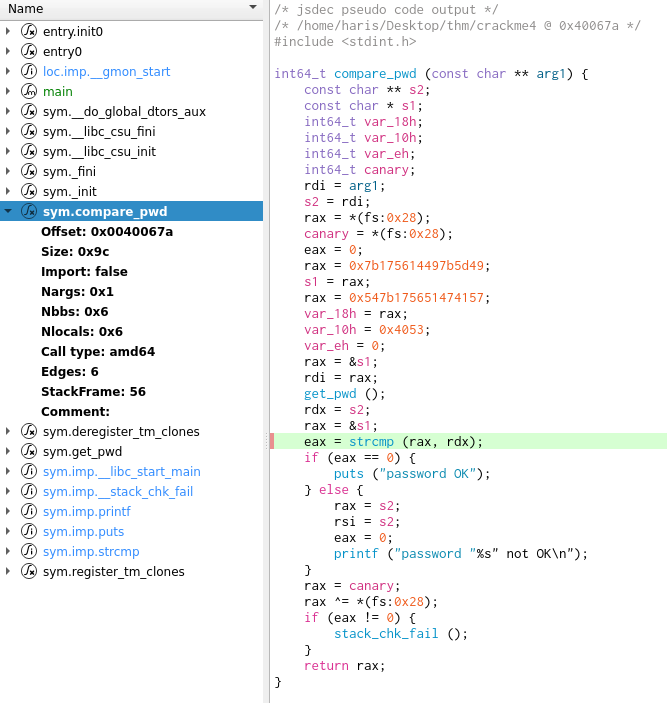 Name
entry.init0
entry0
loc.imp.__gmon_start
main
sym.__do_global_dtors_aux
sym.__libc_csu_fini
sym.__libc_csu_init
sym._fini
sym._init
sym.compare_pwd
Offset: 0x0040067a
Size: 0x9c
Import: false
Nargs: 0x1
Nbbs: 0x6
Nlocals: 0x6
Call type: amd64
Edges: 6
StackFrame: 56
Comment:
sym.deregister_tm_clones
sym.get_pwd
sym.imp.__libc_start_main
sym.imp.__stack_chk_fail
sym.imp.printf
sym.imp.puts
sym.imp.strcmp
sym.register_tm_clones
/* jsdec pseudo code output */
/* /home/haris/Desktop/thm/crackme4 @ 0x40067a */
#include <stdint.h>

int64_t compare_pwd (const char ** arg1) {
    const char ** s2;
    const char * s1;
    int64_t var_18h;
    int64_t var_10h;
    int64_t var_eh;
    int64_t canary;
    rdi = arg1;
    s2 = rdi;
    rax = *(fs:0x28);
    canary = *(fs:0x28);
    eax = 0;
    rax = 0x7b175614497b5d49;
    s1 = rax;
    rax = 0x547b175651474157;
    var_18h = rax;
    var_10h = 0x4053;
    var_eh = 0;
    rax = &s1;
    rdi = rax;
    get_pwd ();
    rdx = s2;
    rax = &s1;
    eax = strcmp (rax, rdx);
    if (eax == 0) {
        puts ("password OK");
    } else {
        rax = s2;
        rsi = s2;
        eax = 0;
        printf ("password "%s" not OK\n");
    }
    rax = canary;
    rax ^= *(fs:0x28);
    if (eax != 0) {
        stack_chk_fail ();
    }
    return rax;
}